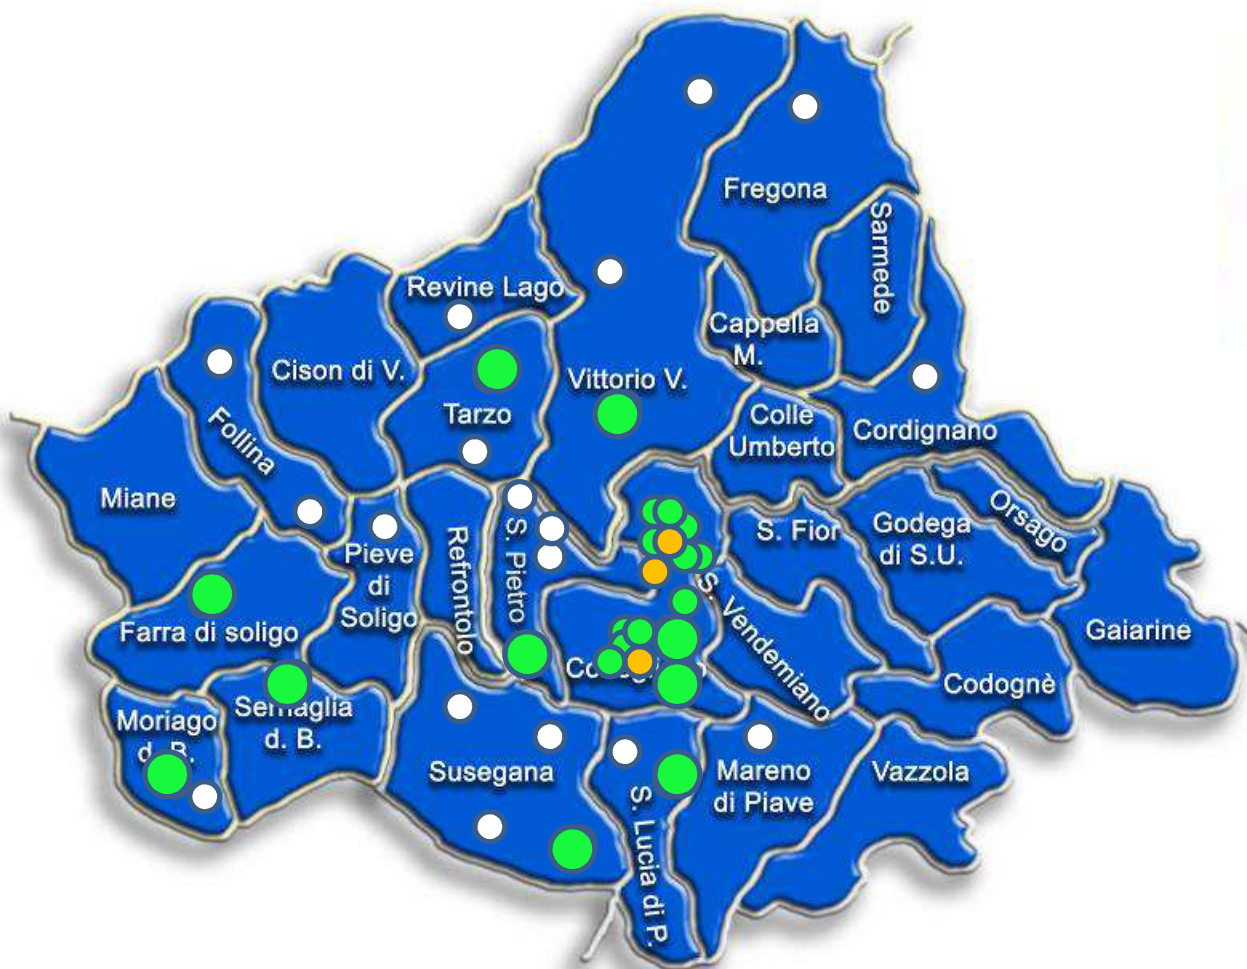 Fregona
Sarmede
Revine Lago
Cappella
M.
Cison di V.
Vittorio V.
Tarzo
Colle
Umberto
Cordignano
Follina
Miane
Orsago
S. Fior
Godega
di S.U.
Pieve
di
Soligo
Refrontolo
S. Pietro
S. Vendemiano
Farra di soligo
Gaiarine
Codognè
Moriago
d. B.
Sernaglia
d. B.
Susegana
Mareno
di Piave
Vazzola
S. Lucia di P.